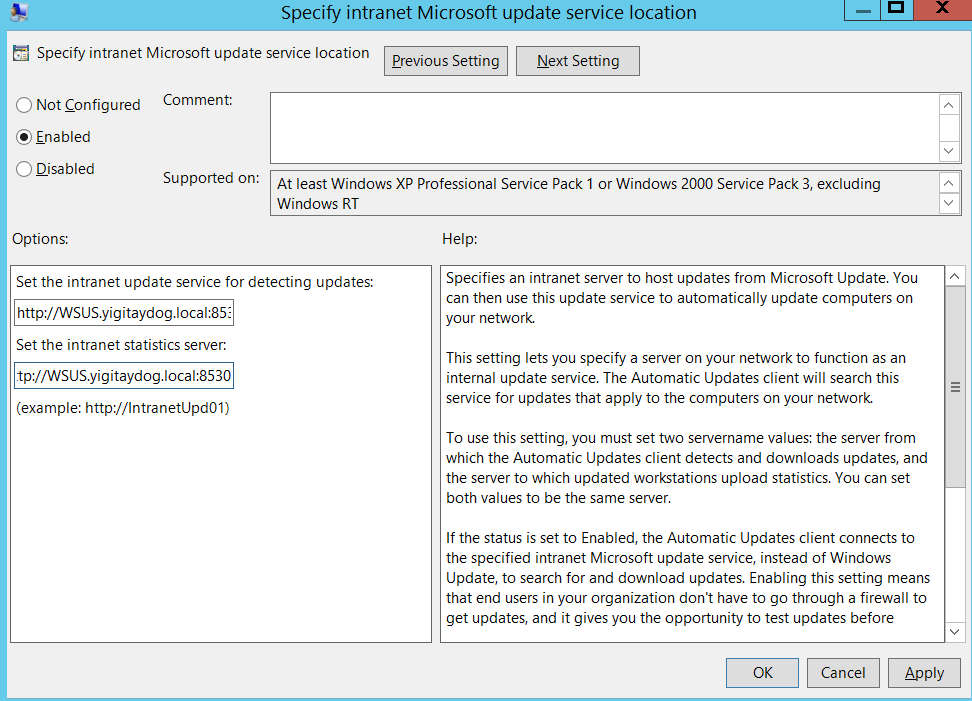 Specify intranet Microsoft update service location
X
Specify intranet Microsoft update service location
Previous Setting
Next Setting
Not Configured
Comment:
Enabled
Disabled
Supported on:
At least Windows XP Professional Service Pack 1 or Windows 2000 Service Pack 3, excluding
Windows RT
Options:
Help:
Set the intranet update service for detecting updates:
http://WSUS.yigitaydog.local:853
Set the intranet statistics server:
tp://WSUS.yigitaydog.local:8530
(example: http://IntranetUpd01)
Specifies an intranet server to host updates from Microsoft Update. You
can then use this update service to automatically update computers on
your network.
This setting lets you specify a server on your network to function as an
internal update service. The Automatic Updates client will search this
service for updates that apply to the computers on your network.
To use this setting, you must set two servername values: the server from
which the Automatic Updates client detects and downloads updates, and
the server to which updated workstations upload statistics. You can set
both values to be the same server.
If the status is set to Enabled, the Automatic Updates client connects to
the specified intranet Microsoft update service, instead of Windows
Update, to search for and download updates. Enabling this setting means
that end users in your organization don't have to go through a firewall to
get updates, and it gives you the opportunity to test updates before
OK
Cancel
Apply